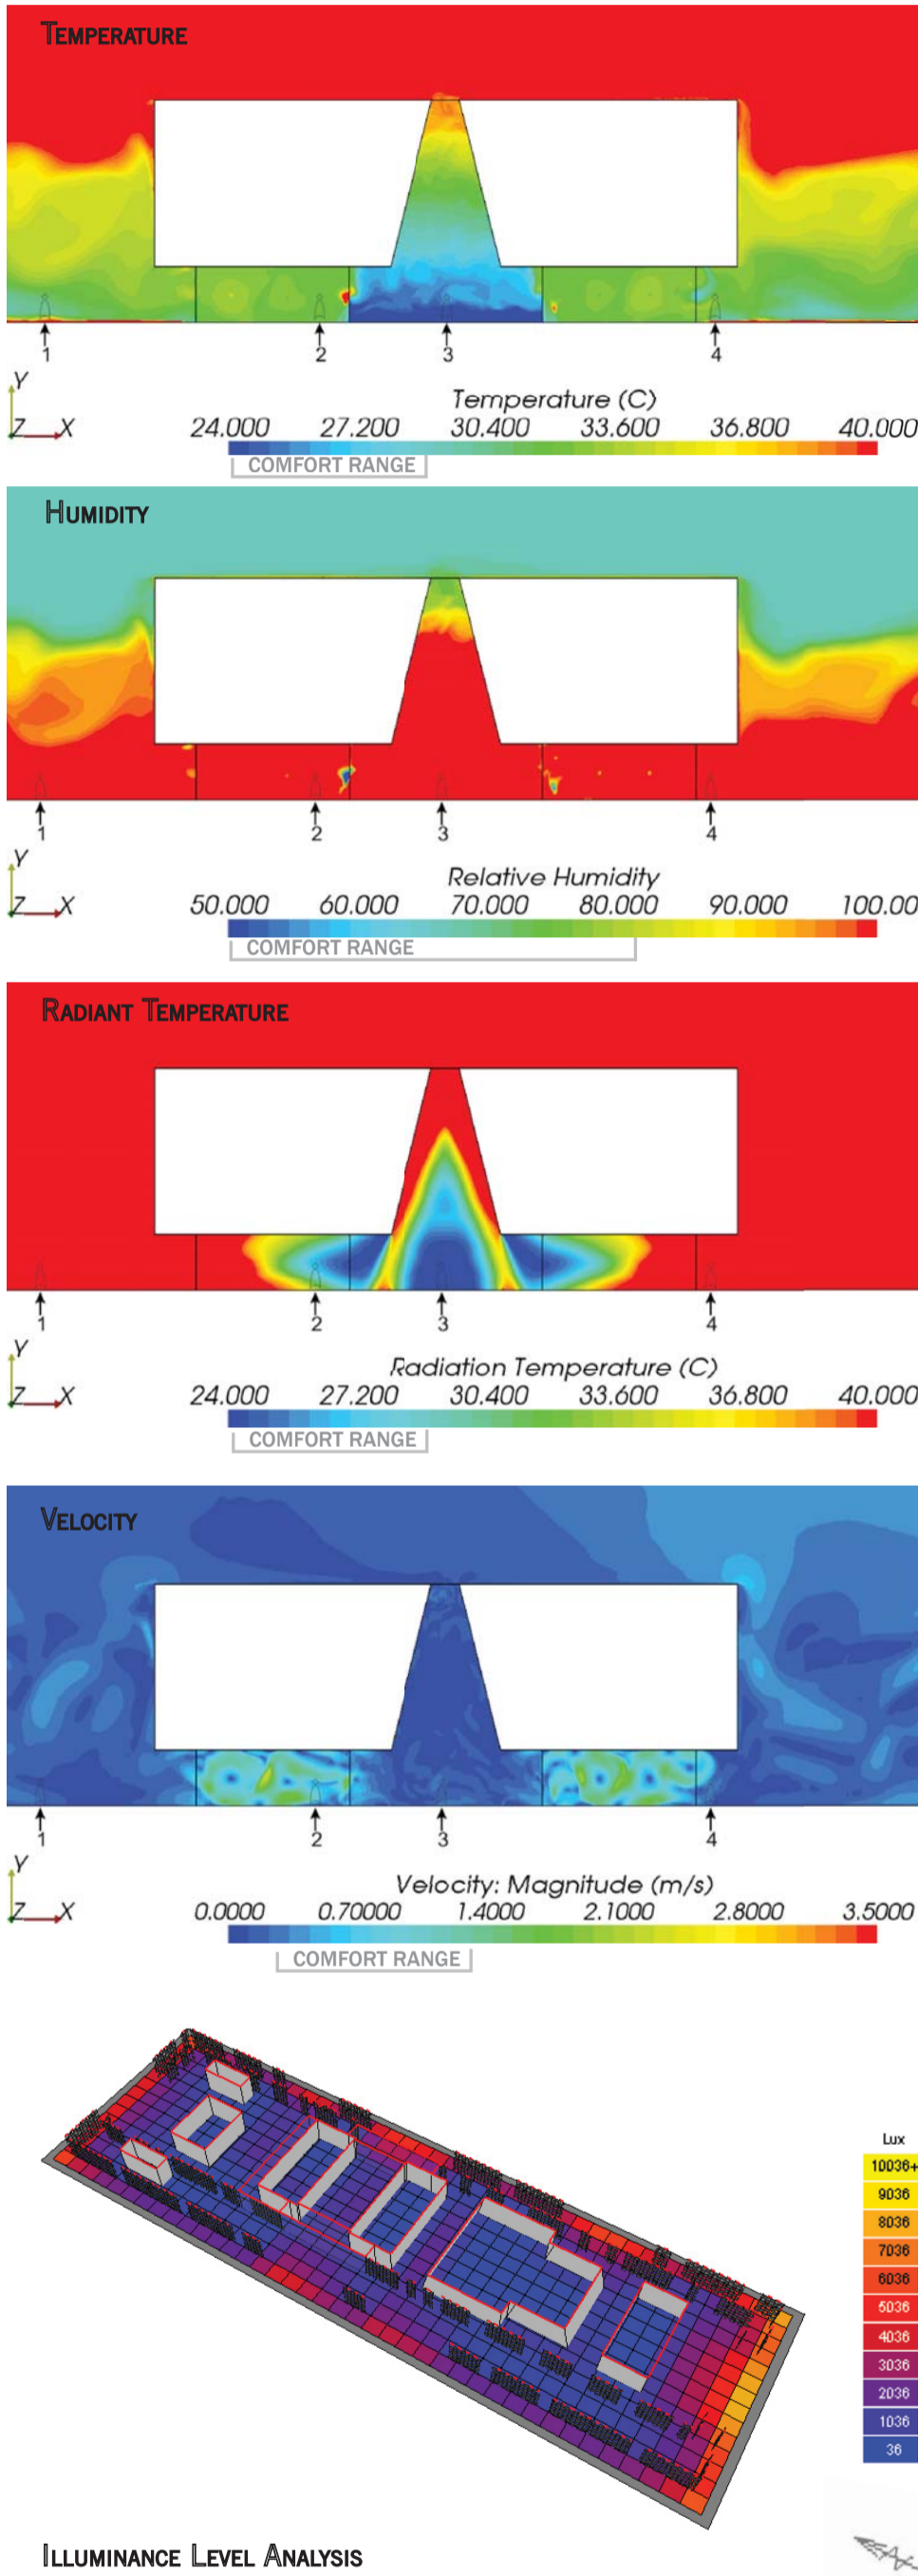 TEMPERATURE
1 2 3 4
Y
Z X
Temperature (C)
24.000 27.200 30.400 33.600 36.800 40.000
COMFORT RANGE
HUMIDITY
1 2 3 4
Y
Z X
Relative Humidity
50.000 60.000 70.000 80.000 90.000 100.00
COMFORT RANGE
RADIANT TEMPERATURE
1 2 3 4
Y
Z X
Radiation Temperature (C)
24.000 27.200 30.400 33.600 36.800 40.000
COMFORT RANGE
VELOCITY
1 2 3 4
Y
Z X
Velocity: Magnitude (m/s)
0.0000 0.70000 1.4000 2.1000 2.8000 3.5000
COMFORT RANGE
Lux
10036+
9036
8036
7036
6036
5036
4036
3036
2036
1036
36
ILLUMINANCE LEVEL ANALYSIS